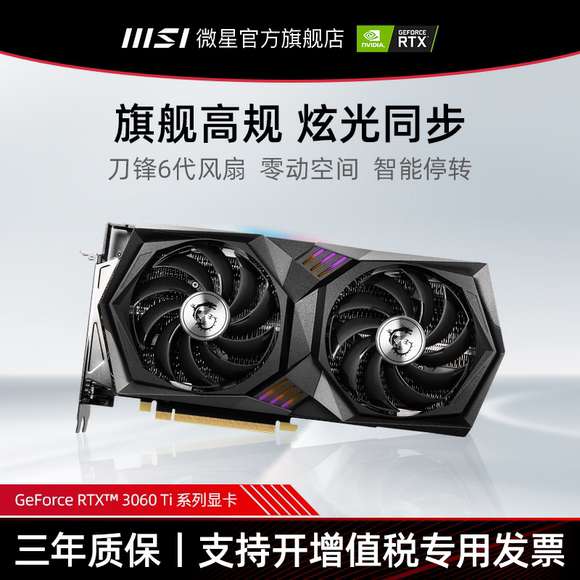 msi 微星官方旗舰店 NVIDIA. GEFORCE RTX
旗舰高规 炫光同步
刀锋6代风扇 零动空间 智能停转
GeForce RTX™ 3060 Ti 系列显卡
三年质保丨支持开增值税专用发票